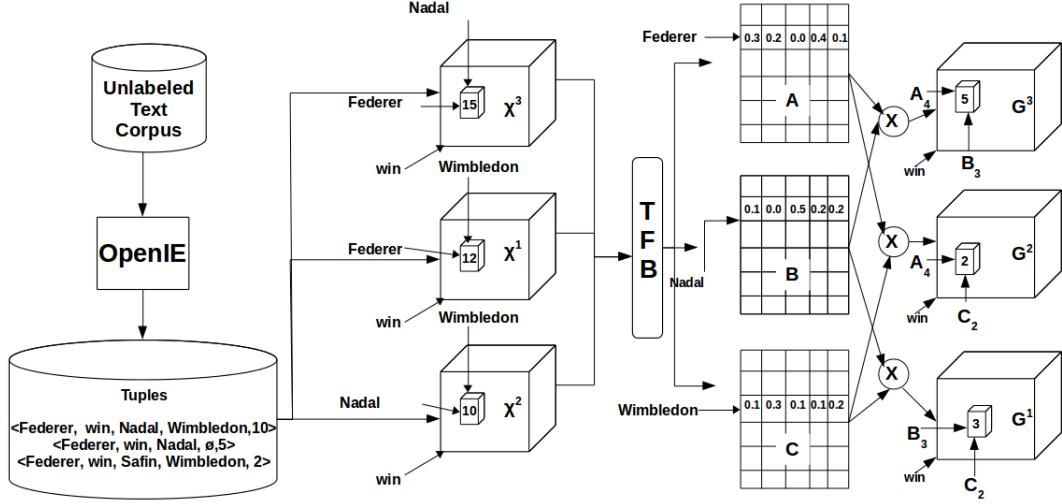 Unlabeled
Text
Corpus
OpenIE
Tuples
<Federer, win, Nadal, Wimbledon,10>
<Federer, win, Nadal, ø,5>
<Federer, win, Safin, Wimbledon, 2>
Nadal
Federer
15
X³
win
Wimbledon
Federer
12
X¹
win
Wimbledon
Nadal
10
X²
win
T
F
B
Federer
0.3 0.2 0.0 0.4 0.1
A
Nadal
0.1 0.0 0.5 0.2 0.2
B
Wimbledon
0.1 0.3 0.1 0.1 0.2
C
X
X
X
A₄
5
G³
win
B₃
A₄
2
G²
win
C₂
B₃
3
G¹
win
C₂